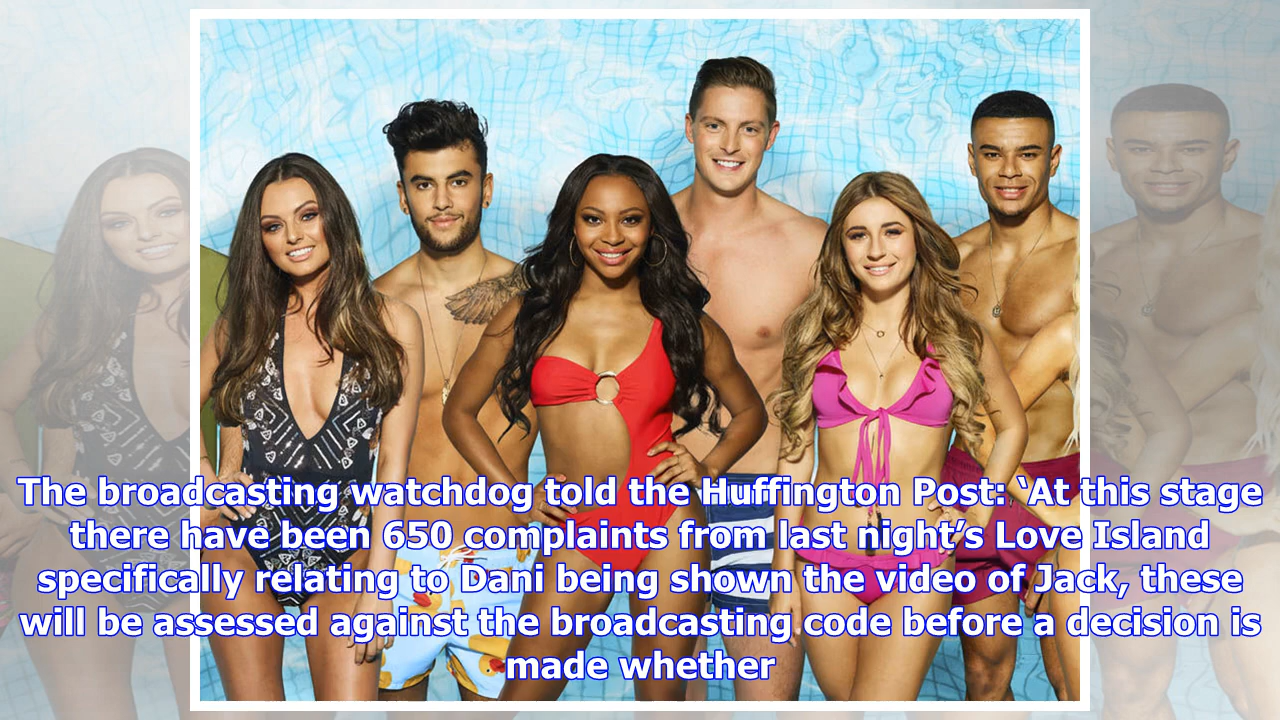 The broadcasting watchdog told the Huffington Post: ‘At this stage
there have been 650 complaints from last night’s Love Island
specifically relating to Dani being shown the video of Jack, these
will be assessed against the broadcasting code before a decision is
made whether